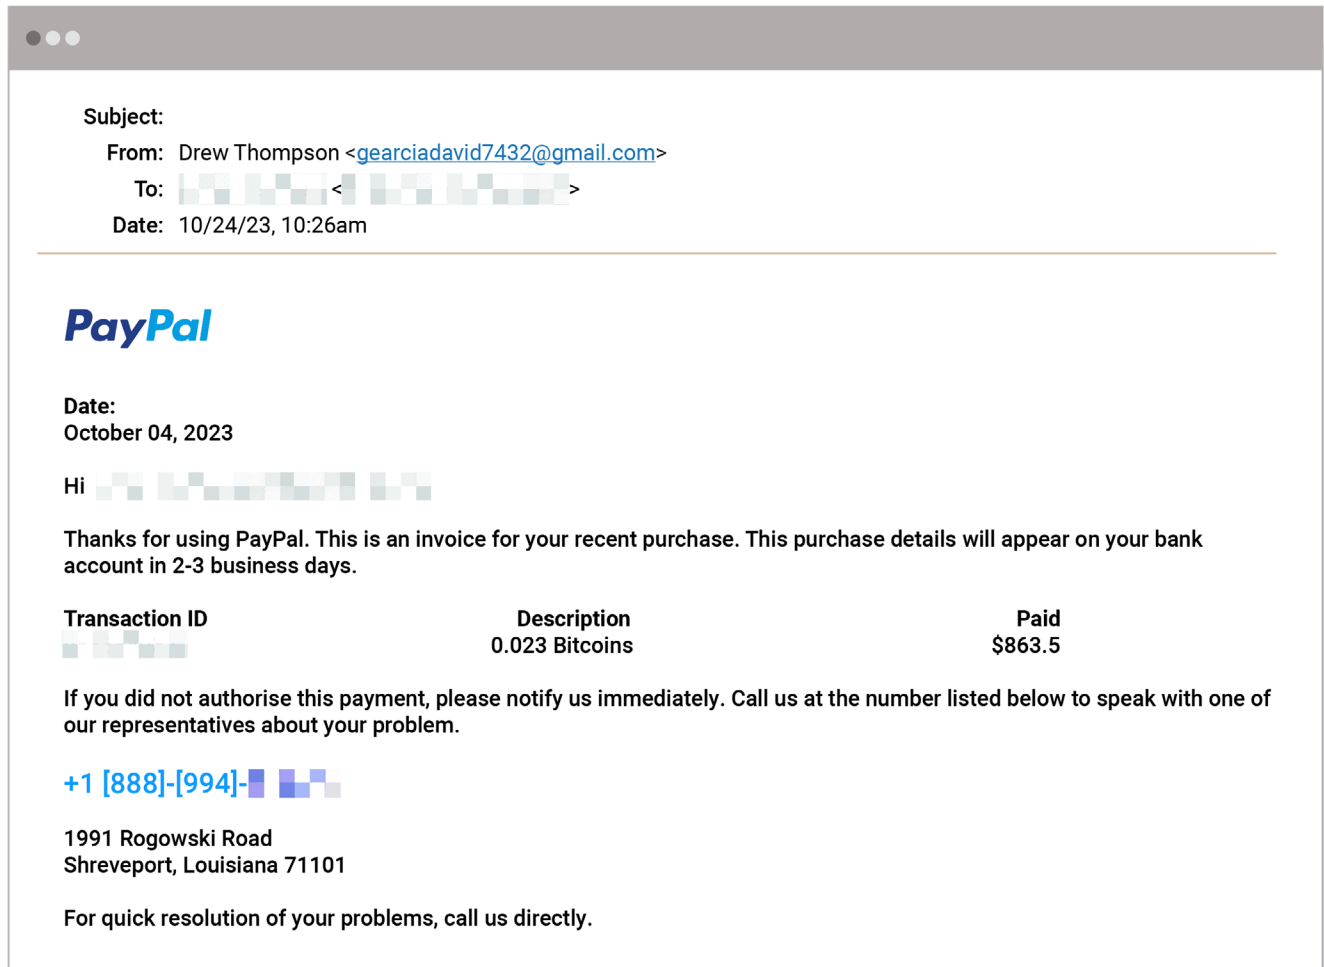 Subject:
From: Drew Thompson <gearciadavid7432@gmail.com>
To: < >
Date: 10/24/23, 10:26am
PayPal
Date:
October 04, 2023
Hi
Thanks for using PayPal. This is an invoice for your recent purchase. This purchase details will appear on your bank
account in 2-3 business days.
Transaction ID Description Paid
0.023 Bitcoins $863.5
If you did not authorise this payment, please notify us immediately. Call us at the number listed below to speak with one of
our representatives about your problem.
+1 [888]-[994]-
1991 Rogowski Road
Shreveport, Louisiana 71101
For quick resolution of your problems, call us directly.